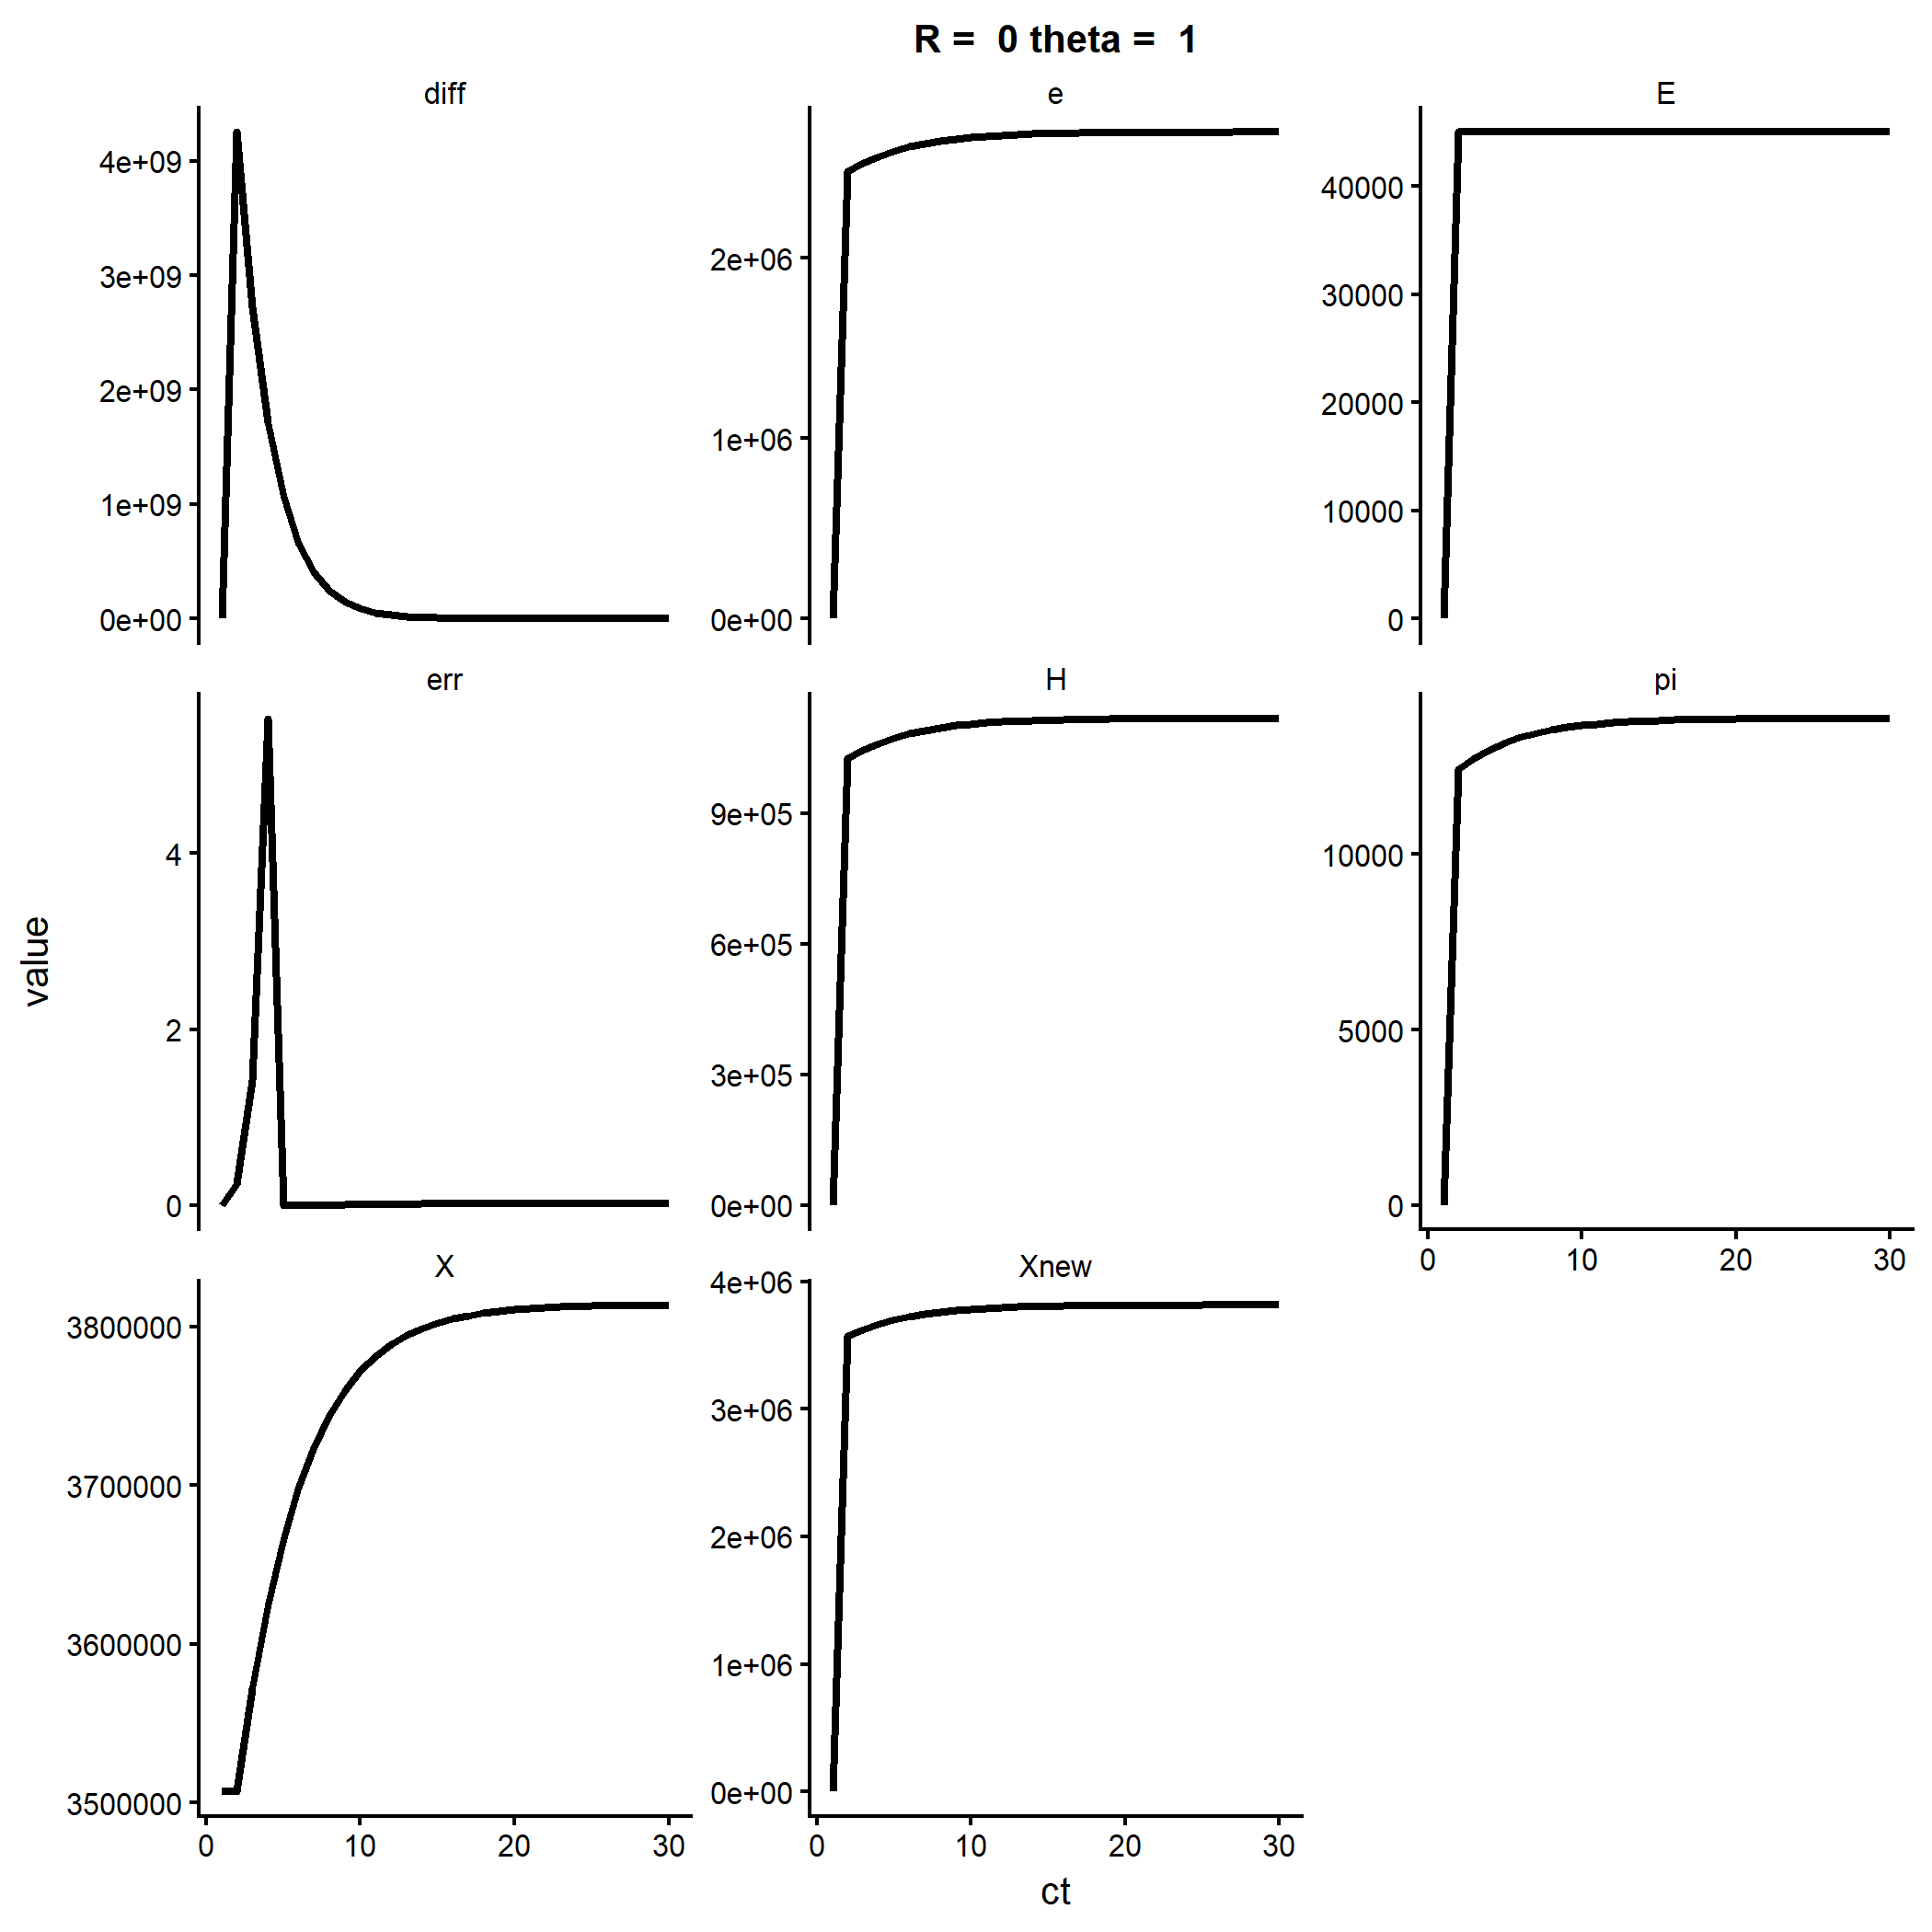 R =  0 theta =  1
diff
e
E
4e+09
3e+09
2e+09
1e+09
0e+00
2e+06
1e+06
0e+00
40000
30000
20000
10000
0
err
H
pi
4
2
0
9e+05
6e+05
3e+05
0e+00
10000
5000
0
0 10 20 30
value
X
Xnew
3800000
3700000
3600000
3500000
4e+06
3e+06
2e+06
1e+06
0e+00
0 10 20 30
0 10 20 30
ct